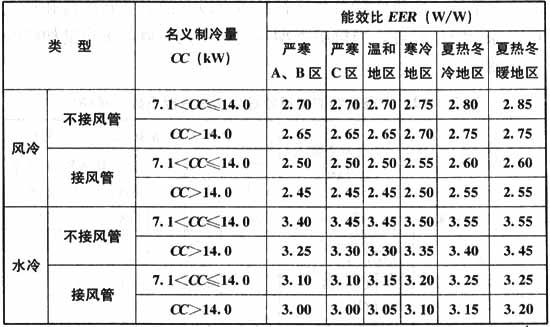 类 型 名义制冷量 CC (kW) 能效比 EER (W/W)
严寒 A、B 区 严寒 C 区 温和地区 寒冷地区 夏热冬冷地区 夏热冬暖地区
风冷 不接风管 7.1<CC≤14.0 2.70 2.70 2.70 2.75 2.80 2.85
CC>14.0 2.65 2.65 2.65 2.70 2.75 2.75
接风管 7.1<CC≤14.0 2.50 2.50 2.50 2.55 2.60 2.60
CC>14.0 2.45 2.45 2.45 2.50 2.55 2.55
水冷 不接风管 7.1<CC≤14.0 3.40 3.45 3.45 3.50 3.55 3.55
CC>14.0 3.25 3.30 3.30 3.35 3.40 3.45
接风管 7.1<CC≤14.0 3.10 3.10 3.15 3.20 3.25 3.25
CC>14.0 3.00 3.00 3.05 3.10 3.15 3.20